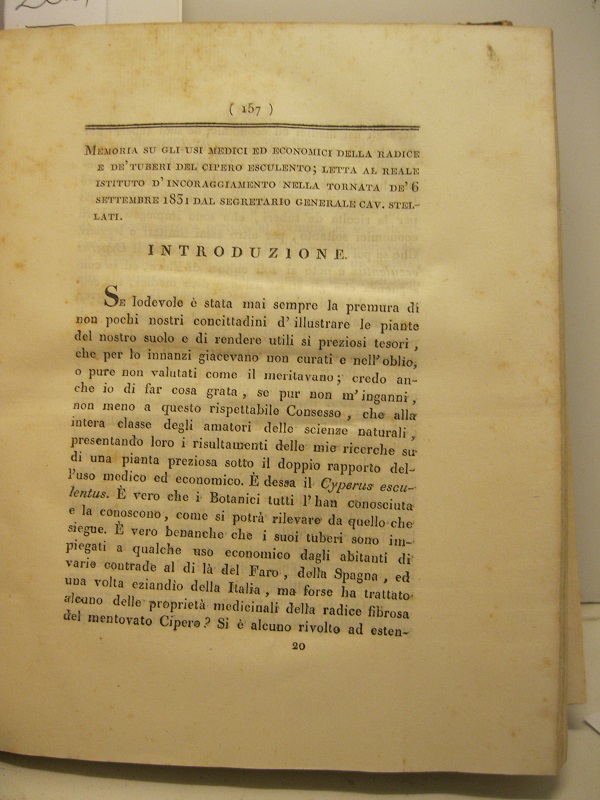 ( 157 )
MEMORIA SU GLI USI MEDICI ED ECONOMICI DELLA RADICE
E DE' TUBERI DEL CIPERO ESCULENTO; LETTA AL REALE
ISTITUTO D'INCORAGGIAMENTO NELLA TORNATA DE' 6
SETTEMBRE 1831 DAL SEGRETARIO GENERALE CAV. STEL-
LATI.
INTRODUZIONE.
SE lodevole è stata mai sempre la premura di
non pochi nostri concittadini d' illustrare le piante
del nostro suolo e di rendere utili si preziosi tesori ,
che per lo innanzi giacevano non curati e nell' oblio,
o pure non valutati come il meritavano ; credo an-
che io di far cosa grata , se pur non m' inganni ,
non meno a questo rispettabile Consesso , che alla
intera classe degli amatori delle scienze naturali ,
presentando loro i risultamenti delle mie ricerche su
di una pianta preziosa sotto il doppio rapporto del-
l'uso medico ed economico. È dessa il Cyperus escu-
lentus. È vero che i Botanici tutti l'han conosciuta
e la conoscono , come si potrà rilevare da quello che
siegue. È vero benanche che i suoi tuberi sono im-
piegati a qualche uso economico dagli abitanti di
varie contrade al di là del Faro , della Spagna , ed
una volta eziandio della Italia , ma forse ha trattato
alcuno delle proprietà medicinali della radice fibrosa
del mentovato Cipero ? Si è alcuno rivolto ad esten-
20